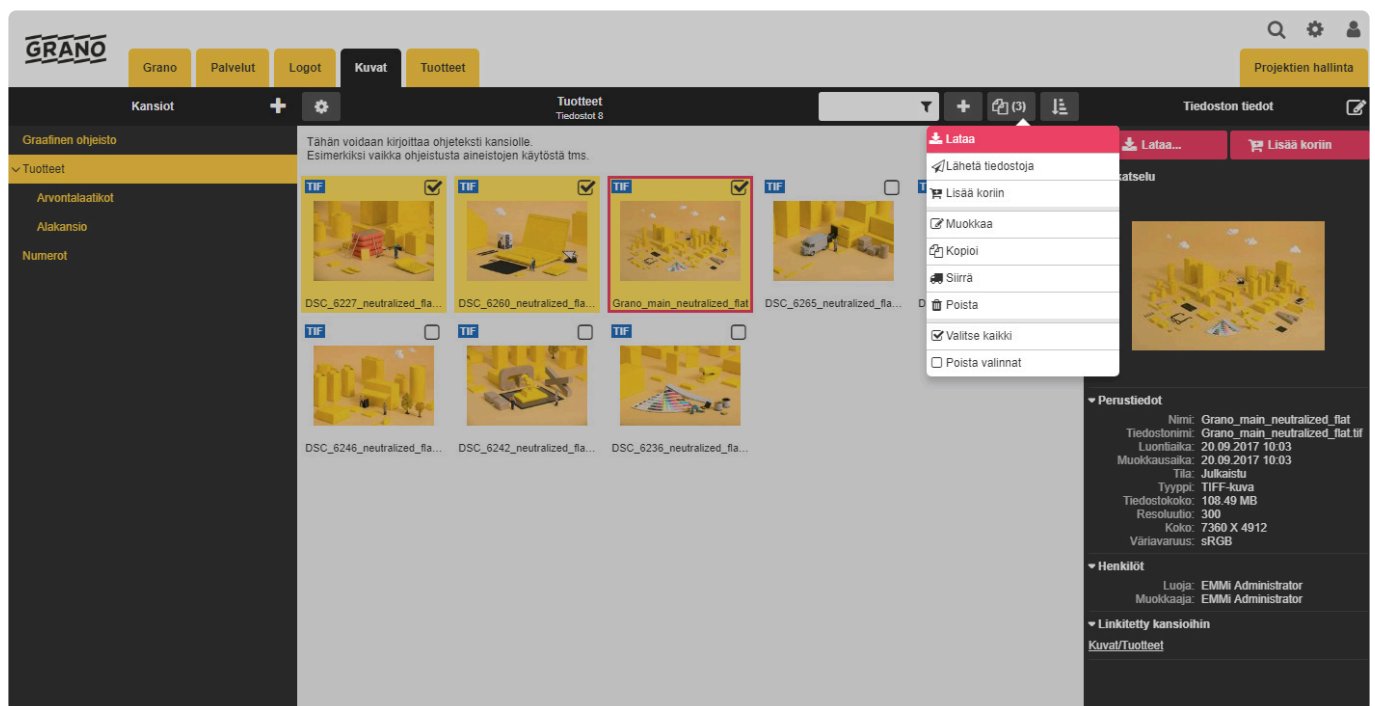 GRANO
Grano
Palvelut
Logot
Kuvat
Tuotteet
Projektien hallinta
Kansiot
Tuotteet
Tiedostot 8
(3)
Tiedoston tiedot
Graafinen ohjeisto
Tuotteet
Arvontalaatikot
Alakansio
Numerot
Tähän voidaan kirjoittaa ohjeteksti kansiolle.
Esimerkiksi vaikka ohjeistusta aineistojen käytöstä tms.
TIF
TIF
TIF
TIF
DSC_6227_neutralized_fla...
DSC_6260_neutralized_fla...
Grano_main_neutralized_flat
DSC_6265_neutralized_fla...
TIF
TIF
TIF
DSC_6246_neutralized_fla...
DSC_6242_neutralized_fla...
DSC_6236_neutralized_fla...
Lataa
Lähetä tiedostoja
Lisää koriin
Muokkaa
Kopioi
Siirrä
Poista
Valitse kaikki
Poista valinnat
Lataa...
Lisää koriin
katselu
Perustiedot
Nimi: Grano_main_neutralized_flat
Tiedostonimi: Grano_main_neutralized_flat.tif
Luontiaika: 20.09.2017 10:03
Muokkausaika: 20.09.2017 10:03
Tila: Julkaistu
Tyyppi: TIFF-kuva
Tiedostokoko: 108.49 MB
Resoluutio: 300
Koko: 7360 X 4912
Väriavaruus: sRGB
Henkilöt
Luoja: EMMi Administrator
Muokkaaja: EMMi Administrator
Linkitetty kansioihin
Kuvat/Tuotteet